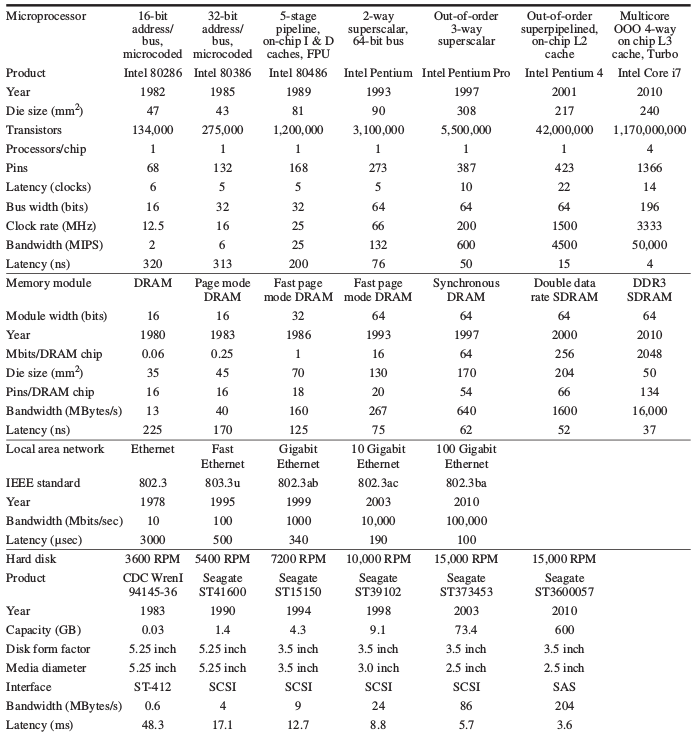 Microprocessor 16-bit address/ bus, microcoded 32-bit address/ bus, microcoded 5-stage pipeline, on-chip I & D caches, FPU 2-way superscalar, 64-bit bus Out-of-order 3-way superscalar Out-of-order superpipelined, on-chip L2 cache Multicore OOO 4-way on chip L3 cache, Turbo
Product Intel 80286 Intel 80386 Intel 80486 Intel Pentium Intel Pentium Pro Intel Pentium 4 Intel Core i7
Year 1982 1985 1989 1993 1997 2001 2010
Die size (mm²) 47 43 81 90 308 217 240
Transistors 134,000 275,000 1,200,000 3,100,000 5,500,000 42,000,000 1,170,000,000
Processors/chip 1 1 1 1 1 1 4
Pins 68 132 168 273 387 423 1366
Latency (clocks) 6 5 5 5 10 22 14
Bus width (bits) 16 32 32 64 64 64 196
Clock rate (MHz) 12.5 16 25 66 200 1500 3333
Bandwidth (MIPS) 2 6 25 132 600 4500 50,000
Latency (ns) 320 313 200 76 50 15 4
Memory module DRAM Page mode DRAM Fast page mode DRAM Fast page mode DRAM Synchronous DRAM Double data rate SDRAM DDR3 SDRAM
Module width (bits) 16 16 32 64 64 64 64
Year 1980 1983 1986 1993 1997 2000 2010
Mbits/DRAM chip 0.06 0.25 1 16 64 256 2048
Die size (mm²) 35 45 70 130 170 204 50
Pins/DRAM chip 16 16 18 20 54 66 134
Bandwidth (MBytes/s) 13 40 160 267 640 1600 16,000
Latency (ns) 225 170 125 75 62 52 37
Local area network Ethernet Fast Ethernet Gigabit Ethernet 10 Gigabit Ethernet 100 Gigabit Ethernet
IEEE standard 802.3 803.3u 802.3ab 802.3ac 802.3ba
Year 1978 1995 1999 2003 2010
Bandwidth (Mbits/sec) 10 100 1000 10,000 100,000
Latency (μsec) 3000 500 340 190 100
Hard disk 3600 RPM 5400 RPM 7200 RPM 10,000 RPM 15,000 RPM 15,000 RPM
Product CDC WrenI 94145-36 Seagate ST41600 Seagate ST15150 Seagate ST39102 Seagate ST373453 Seagate ST3600057
Year 1983 1990 1994 1998 2003 2010
Capacity (GB) 0.03 1.4 4.3 9.1 73.4 600
Disk form factor 5.25 inch 5.25 inch 3.5 inch 3.5 inch 3.5 inch 3.5 inch
Media diameter 5.25 inch 5.25 inch 3.5 inch 3.0 inch 2.5 inch 2.5 inch
Interface ST-412 SCSI SCSI SCSI SCSI SAS
Bandwidth (MBytes/s) 0.6 4 9 24 86 204
Latency (ms) 48.3 17.1 12.7 8.8 5.7 3.6